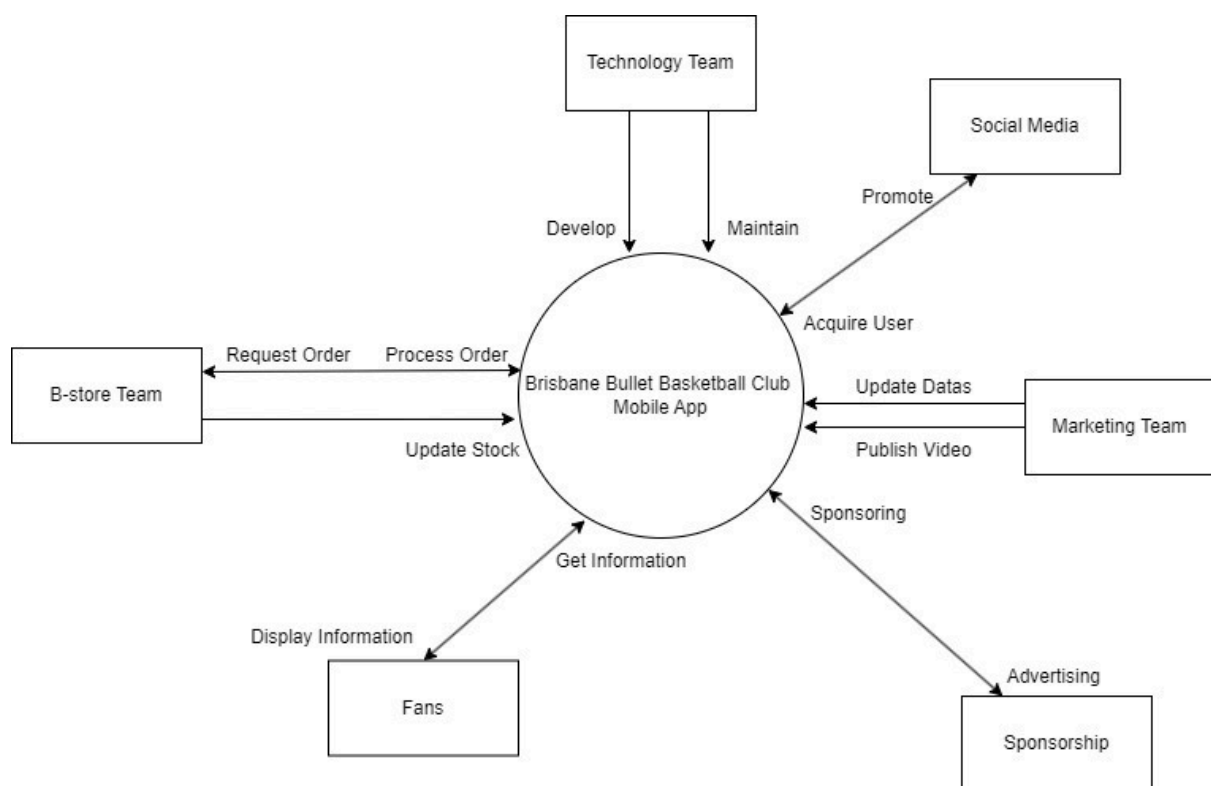 Technology Team
Social Media
Promote
Develop
Maintain
Acquire User
Request Order
Process Order
B-store Team
Brisbane Bullet Basketball Club
Mobile App
Update Datas
Marketing Team
Update Stock
Publish Video
Sponsoring
Get Information
Display Information
Advertising
Fans
Sponsorship